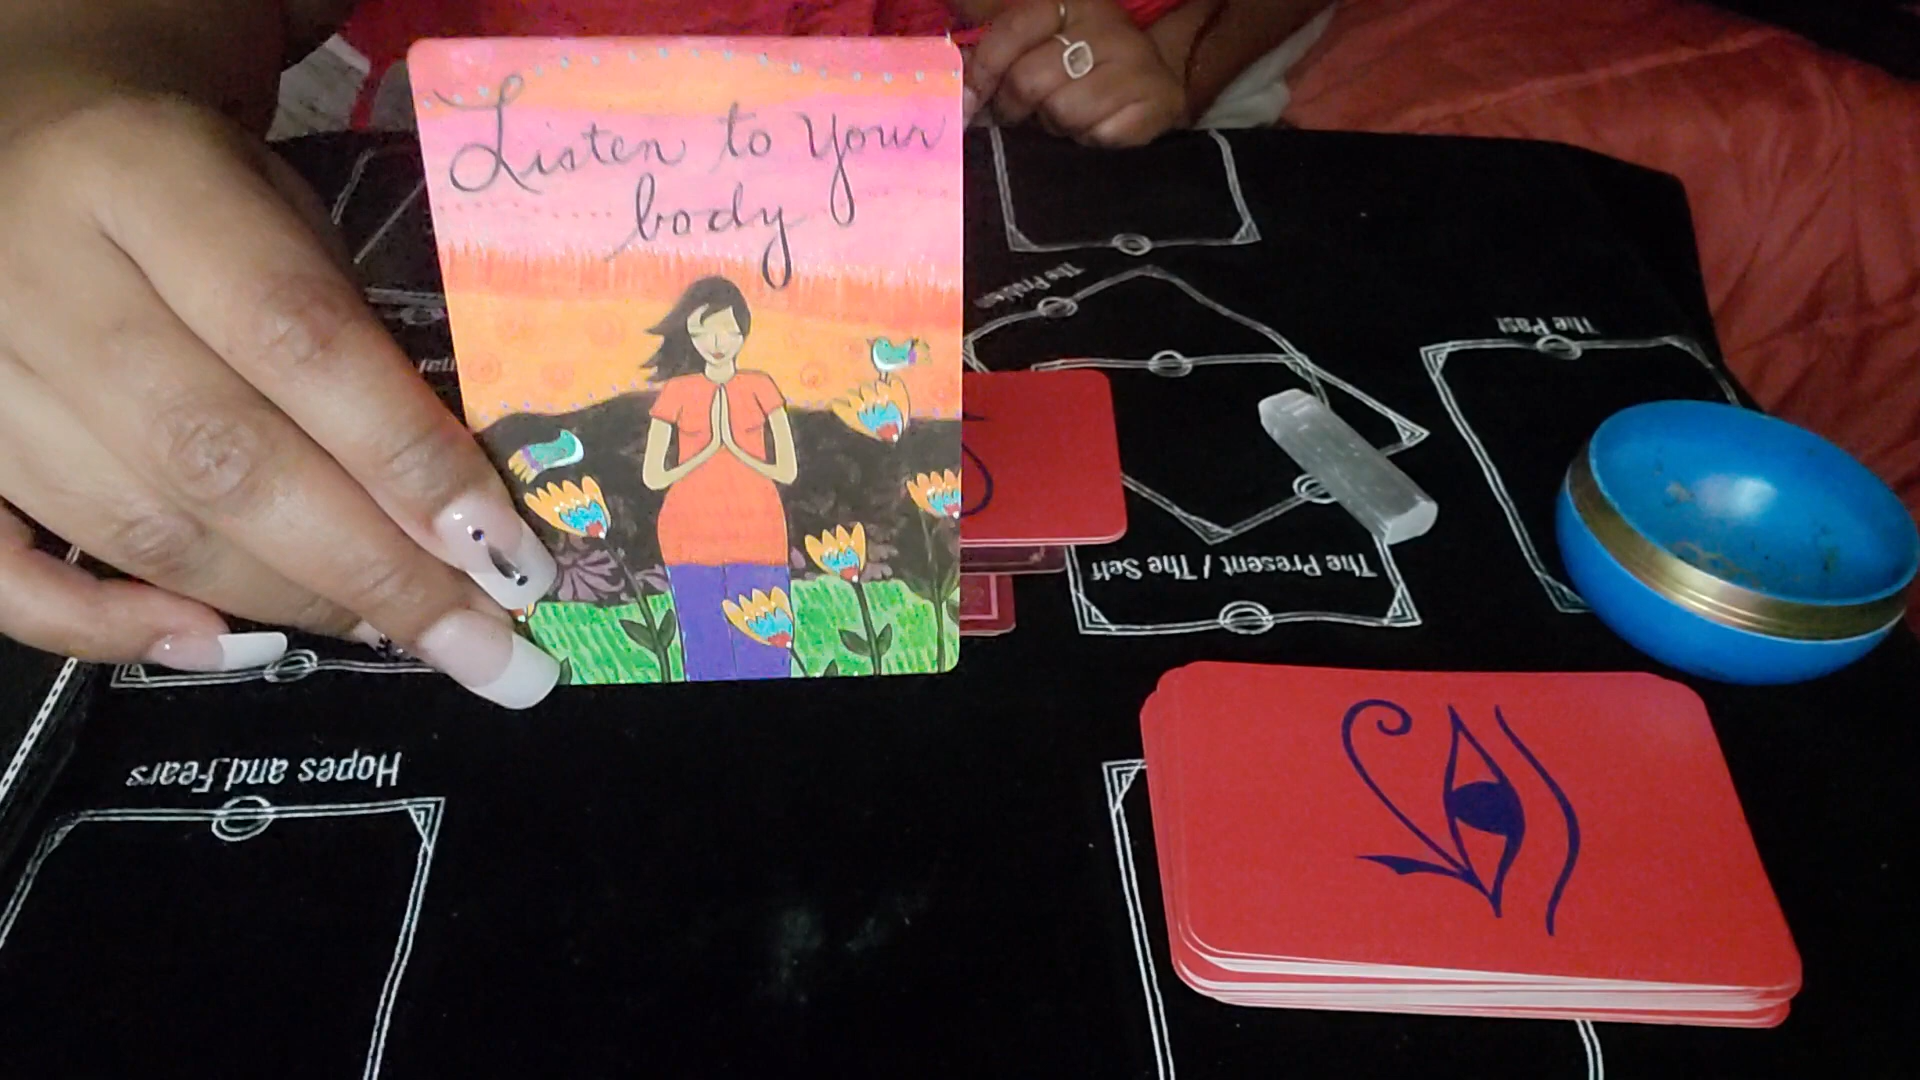 Listen to your
body
The Problem
The Past
The Present / The Self
Hopes and Fears